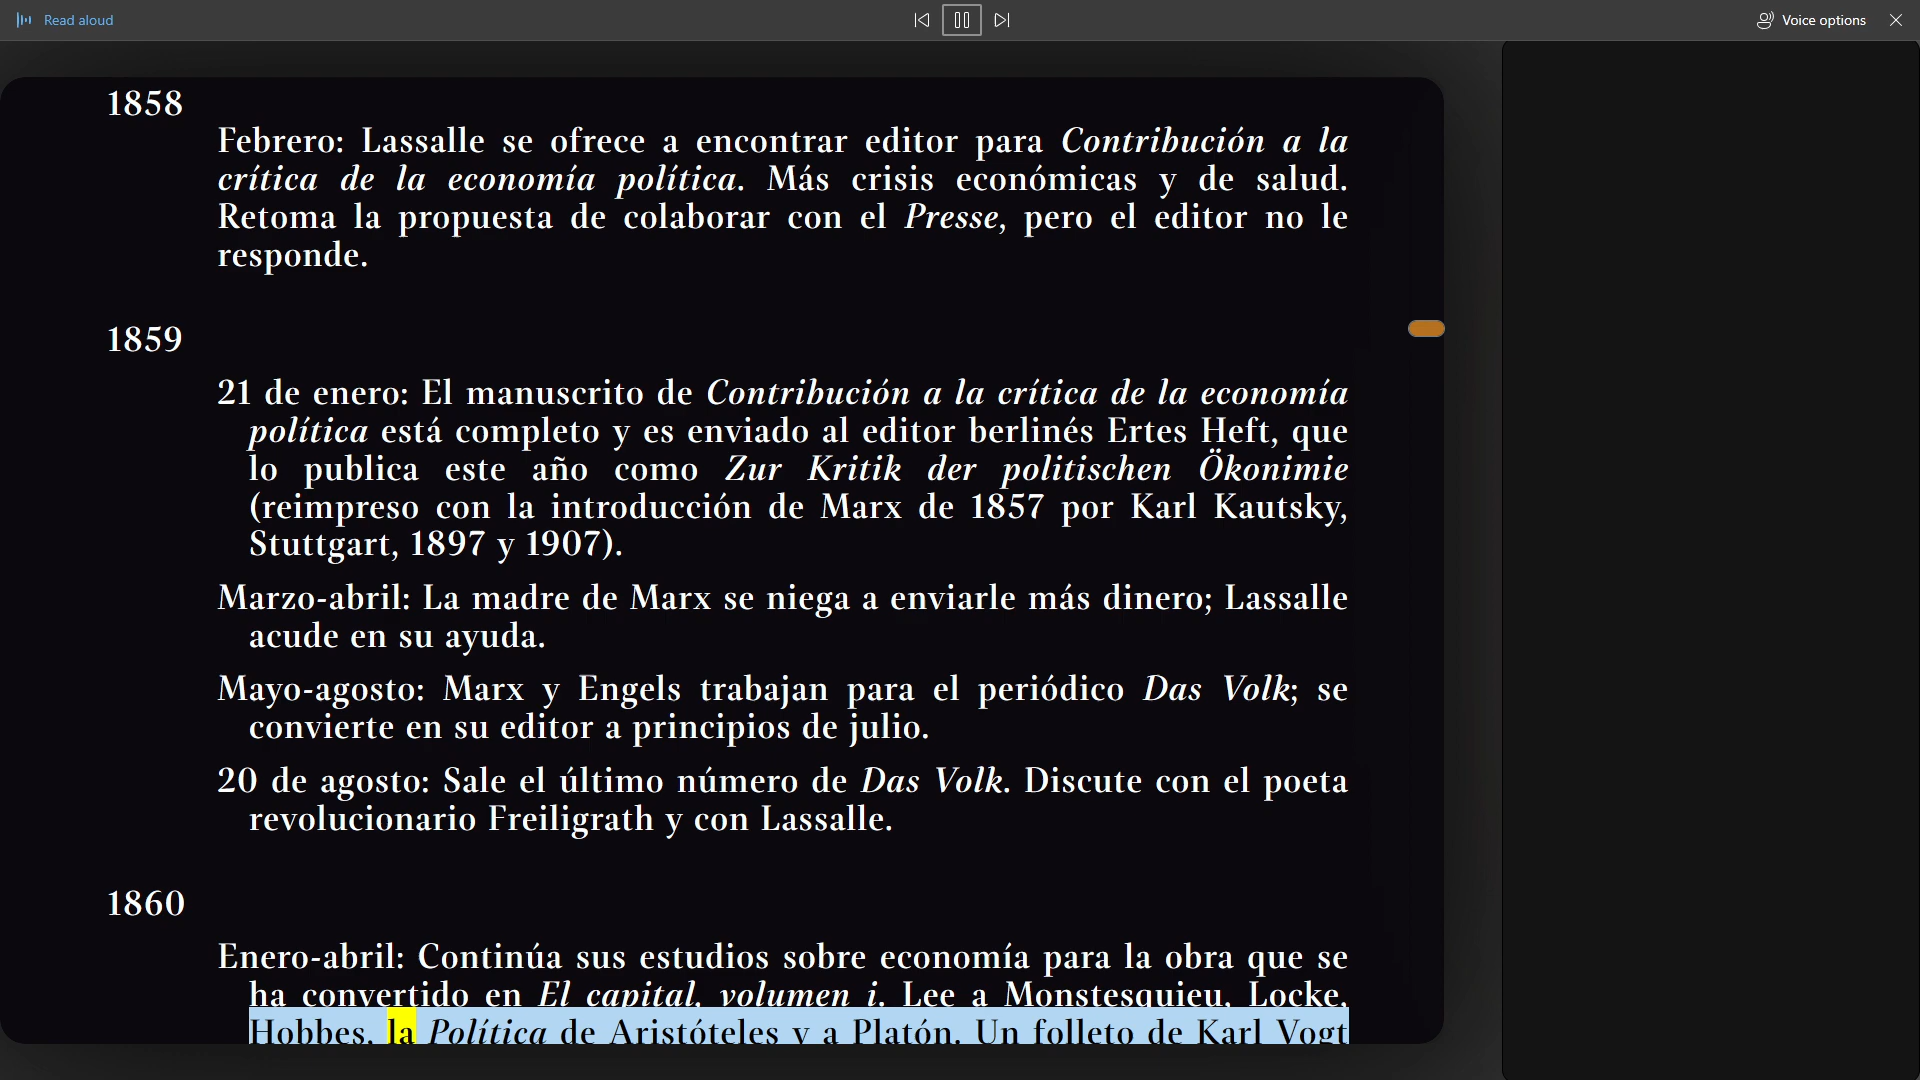 Read aloud
Voice options
1858
Febrero: Lassalle se ofrece a encontrar editor para Contribución a la
crítica de la economía política. Más crisis económicas y de salud.
Retoma la propuesta de colaborar con el Presse, pero el editor no le
responde.
1859
21 de enero: El manuscrito de Contribución a la crítica de la economía
política está completo y es enviado al editor berlinés Ertes Heft, que
lo publica este año como Zur Kritik der politischen Ökonimie
(reimpreso con la introducción de Marx de 1857 por Karl Kautsky,
Stuttgart, 1897 y 1907).
Marzo-abril: La madre de Marx se niega a enviarle más dinero; Lassalle
acude en su ayuda.
Mayo-agosto: Marx y Engels trabajan para el periódico Das Volk; se
convierte en su editor a principios de julio.
20 de agosto: Sale el último número de Das Volk. Discute con el poeta
revolucionario Freiligrath y con Lassalle.
1860
Enero-abril: Continúa sus estudios sobre economía para la obra que se
ha convertido en El capital, volumen i. Lee a Monstesquieu, Locke,
Hobbes, la Política de Aristóteles y a Platón. Un folleto de Karl Vogt